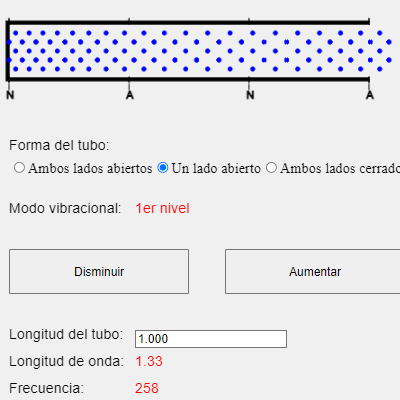 N A N A
Forma del tubo:
Ambos lados abiertos Un lado abierto Ambos lados cerrado
Modo vibracional: 1er nivel
Disminuir Aumentar
Longitud del tubo: 1.000
Longitud de onda: 1.33
Frecuencia: 258